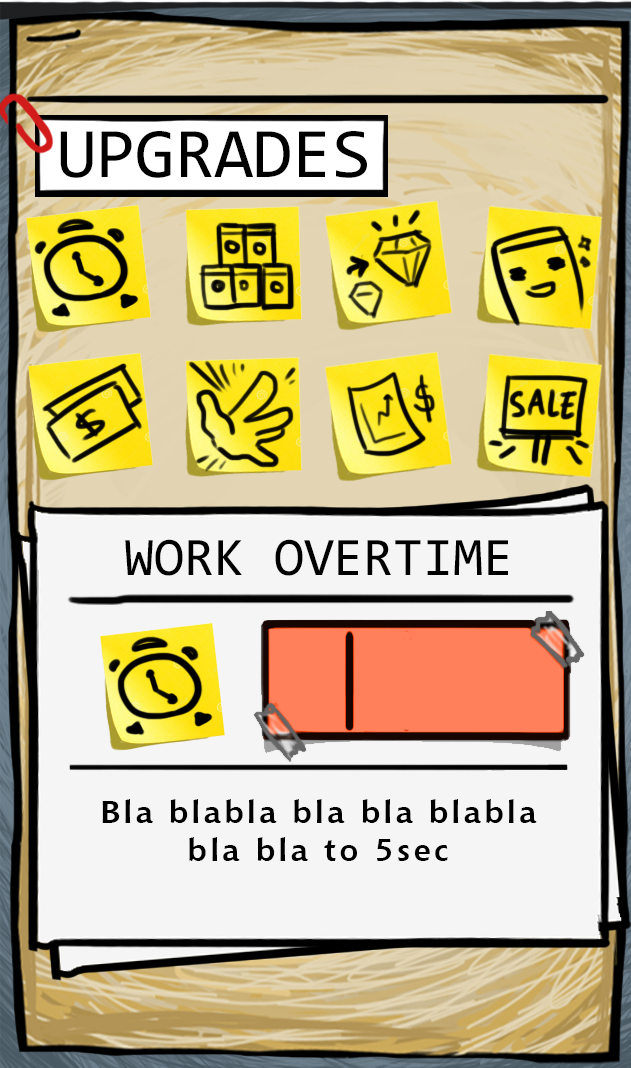 UPGRADES
$
$
SALE
WORK OVERTIME
Bla blabla bla bla blabla
bla bla to 5sec